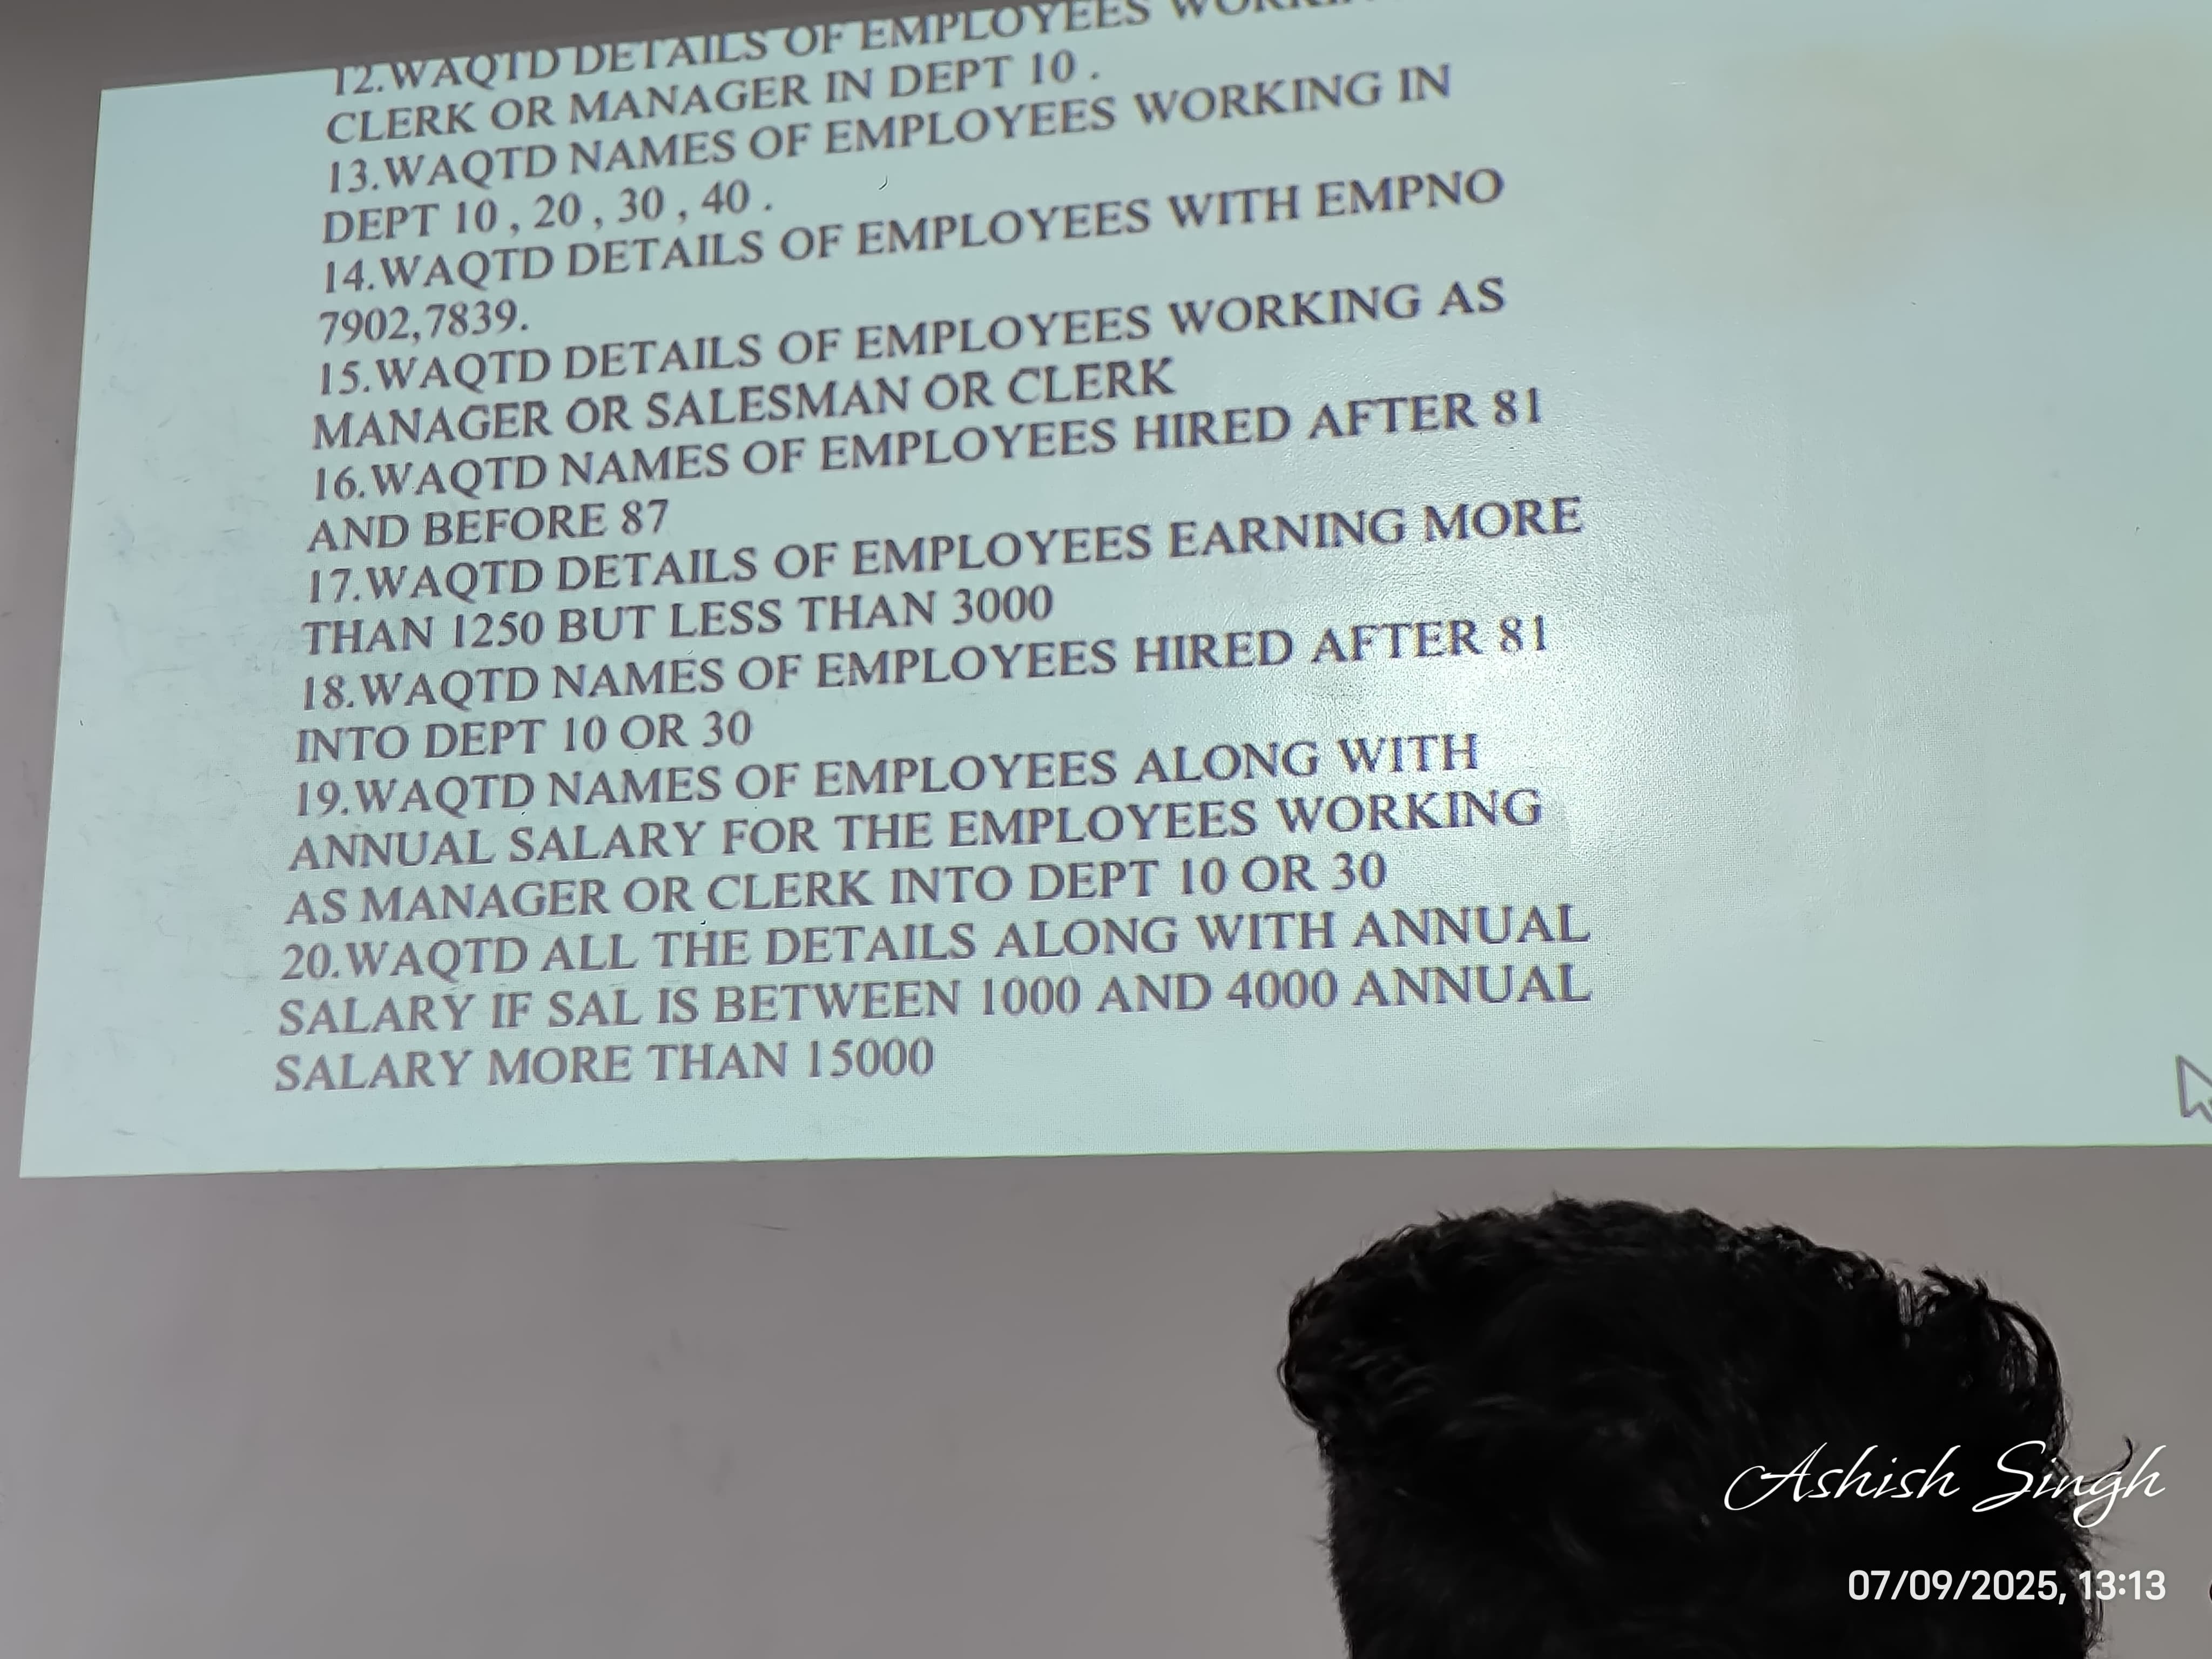 12.WAQTD DETAILS OF EMPLOYEES
CLERK OR MANAGER IN DEPT 10 .
13.WAQTD NAMES OF EMPLOYEES WORKING IN
DEPT 10 , 20 , 30 , 40 .
14.WAQTD DETAILS OF EMPLOYEES WITH EMPNO
7902,7839.
15.WAQTD DETAILS OF EMPLOYEES WORKING AS
MANAGER OR SALESMAN OR CLERK
16.WAQTD NAMES OF EMPLOYEES HIRED AFTER 81
AND BEFORE 87
17.WAQTD DETAILS OF EMPLOYEES EARNING MORE
THAN 1250 BUT LESS THAN 3000
18.WAQTD NAMES OF EMPLOYEES HIRED AFTER 81
INTO DEPT 10 OR 30
19.WAQTD NAMES OF EMPLOYEES ALONG WITH
ANNUAL SALARY FOR THE EMPLOYEES WORKING
AS MANAGER OR CLERK INTO DEPT 10 OR 30
20.WAQTD ALL THE DETAILS ALONG WITH ANNUAL
SALARY IF SAL IS BETWEEN 1000 AND 4000 ANNUAL
SALARY MORE THAN 15000
Ashish Singh
07/09/2025, 13:13